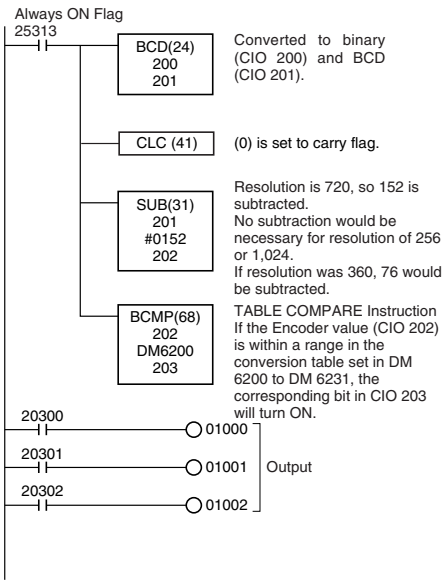 Always ON Flag
25313
BCD(24)
200
201
Converted to binary
(CIO 200) and BCD
(CIO 201).
CLC (41)
(0) is set to carry flag.
SUB(31)
201
#0152
202
Resolution is 720, so 152 is
subtracted.
No subtraction would be
necessary for resolution of 256
or 1,024.
If resolution was 360, 76 would
be subtracted.
BCMP(68)
202
DM6200
203
TABLE COMPARE Instruction
If the Encoder value (CIO 202)
is within a range in the
conversion table set in DM
6200 to DM 6231, the
corresponding bit in CIO 203
will turn ON.
20300
01000
20301
01001
Output
20302
01002